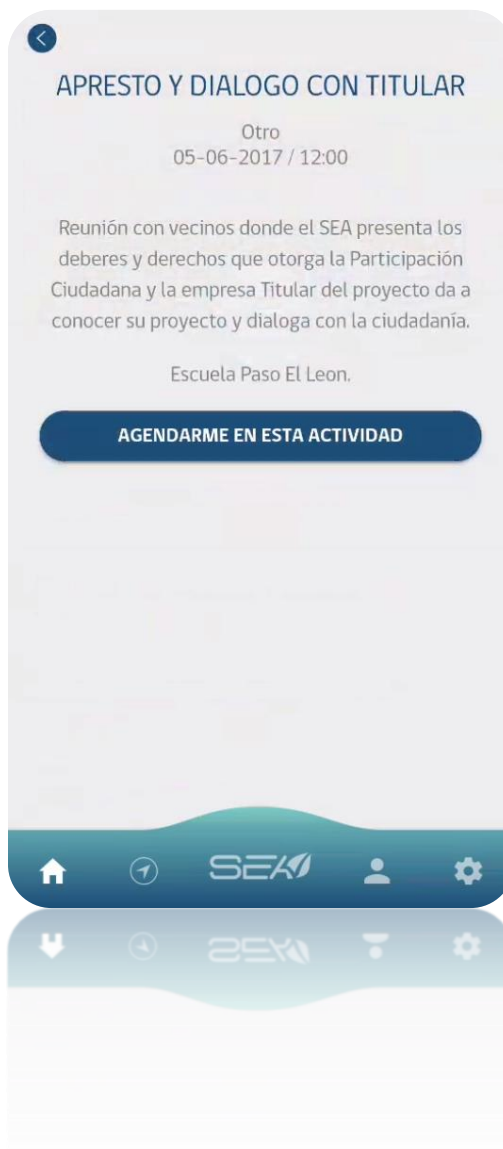 APRESTO Y DIALOGO CON TITULAR
Otro
05-06-2017 / 12:00
Reunión con vecinos donde el SEA presenta los
deberes y derechos que otorga la Participación
Ciudadana y la empresa Titular del proyecto da a
conocer su proyecto y dialoga con la ciudadanía.
Escuela Paso El Leon.
AGENDARME EN ESTA ACTIVIDAD
SEA